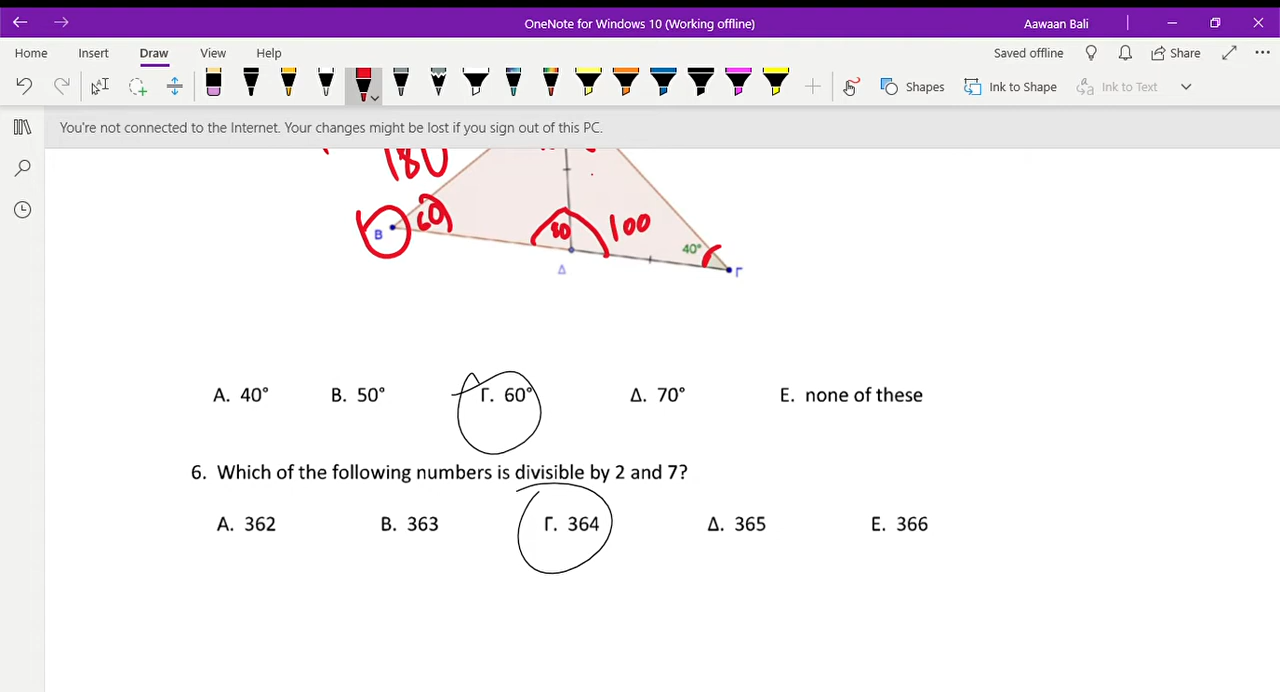 OneNote for Windows 10 (Working offline)
Aawaan Bali
Home Insert Draw View Help
Saved offline
Share
Shapes
Ink to Shape
Ink to Text
You're not connected to the Internet. Your changes might be lost if you sign out of this PC.
180
B
60
80
100
40°
Δ
Γ
A. 40° B. 50° Γ. 60° Δ. 70° E. none of these
6. Which of the following numbers is divisible by 2 and 7?
A. 362 B. 363 Γ. 364 Δ. 365 E. 366